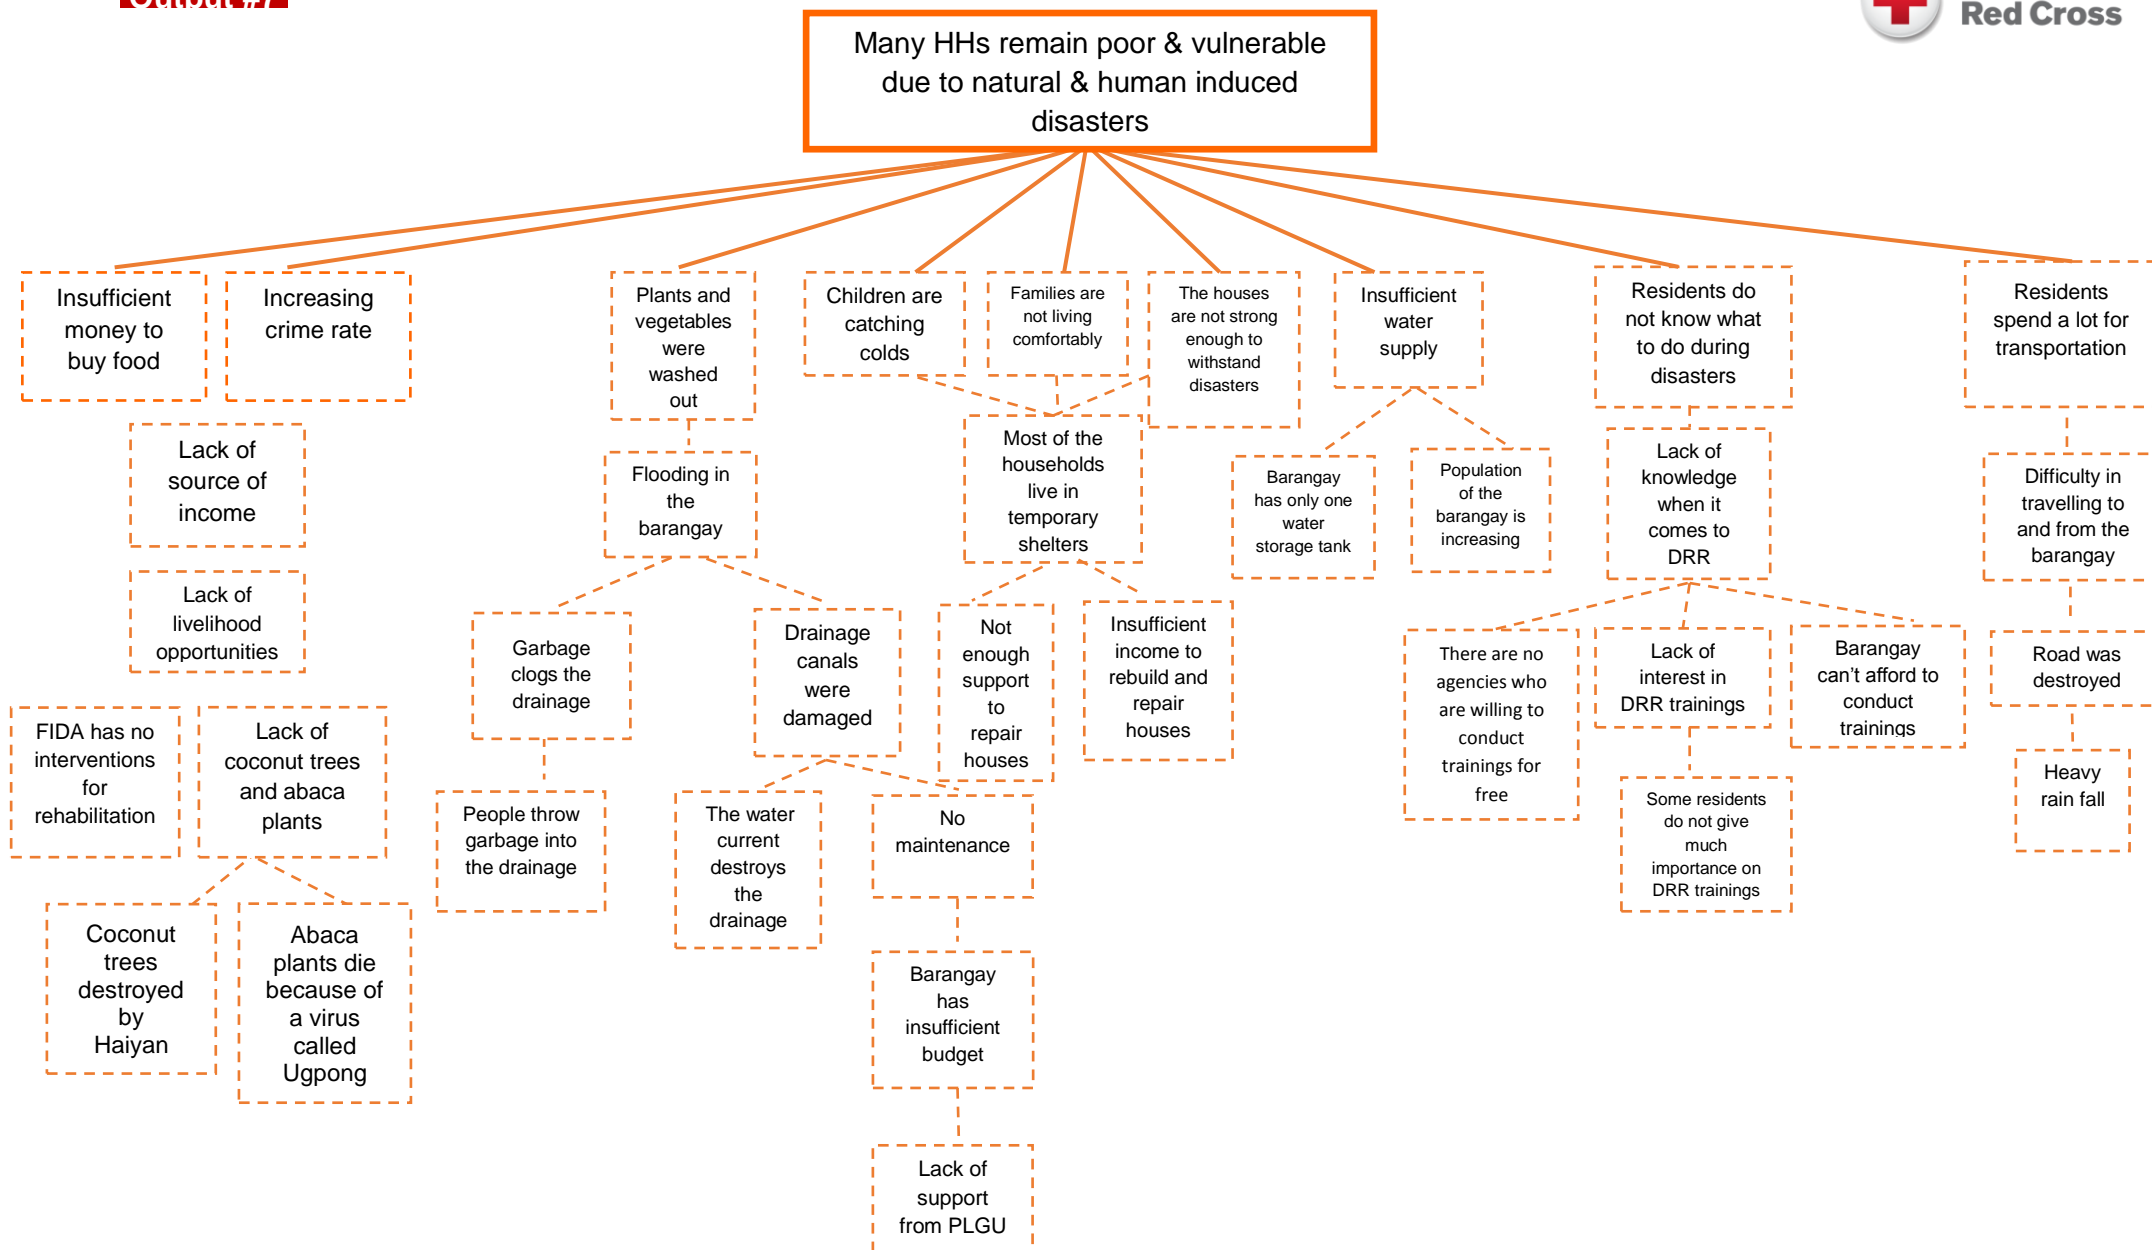 Output #7
Red Cross
Many HHs remain poor & vulnerable
due to natural & human induced
disasters
Insufficient
money to
buy food
Increasing
crime rate
Plants and
vegetables
were
washed
out
Children are
catching
colds
Families are
not living
comfortably
The houses
are not strong
enough to
withstand
disasters
Insufficient
water
supply
Residents do
not know what
to do during
disasters
Residents
spend a lot for
transportation
Lack of
source of
income
Flooding in
the
barangay
Most of the
households
live in
temporary
shelters
Barangay
has only one
water
storage tank
Population
of the
barangay is
increasing
Lack of
knowledge
when it
comes to
DRR
Difficulty in
travelling to
and from the
barangay
Lack of
livelihood
opportunities
Garbage
clogs the
drainage
Drainage
canals
were
damaged
Not
enough
support
to
repair
houses
Insufficient
income to
rebuild and
repair
houses
There are no
agencies who
are willing to
conduct
trainings for
free
Lack of
interest in
DRR trainings
Barangay
can't afford to
conduct
trainings
Road was
destroyed
FIDA has no
interventions
for
rehabilitation
Lack of
coconut trees
and abaca
plants
People throw
garbage into
the drainage
The water
current
destroys
the
drainage
No
maintenance
Some residents
do not give
much
importance on
DRR trainings
Heavy
rain fall
Coconut
trees
destroyed
by
Haiyan
Abaca
plants die
because of
a virus
called
Ugpong
Barangay
has
insufficient
budget
Lack of
support
from PLGU